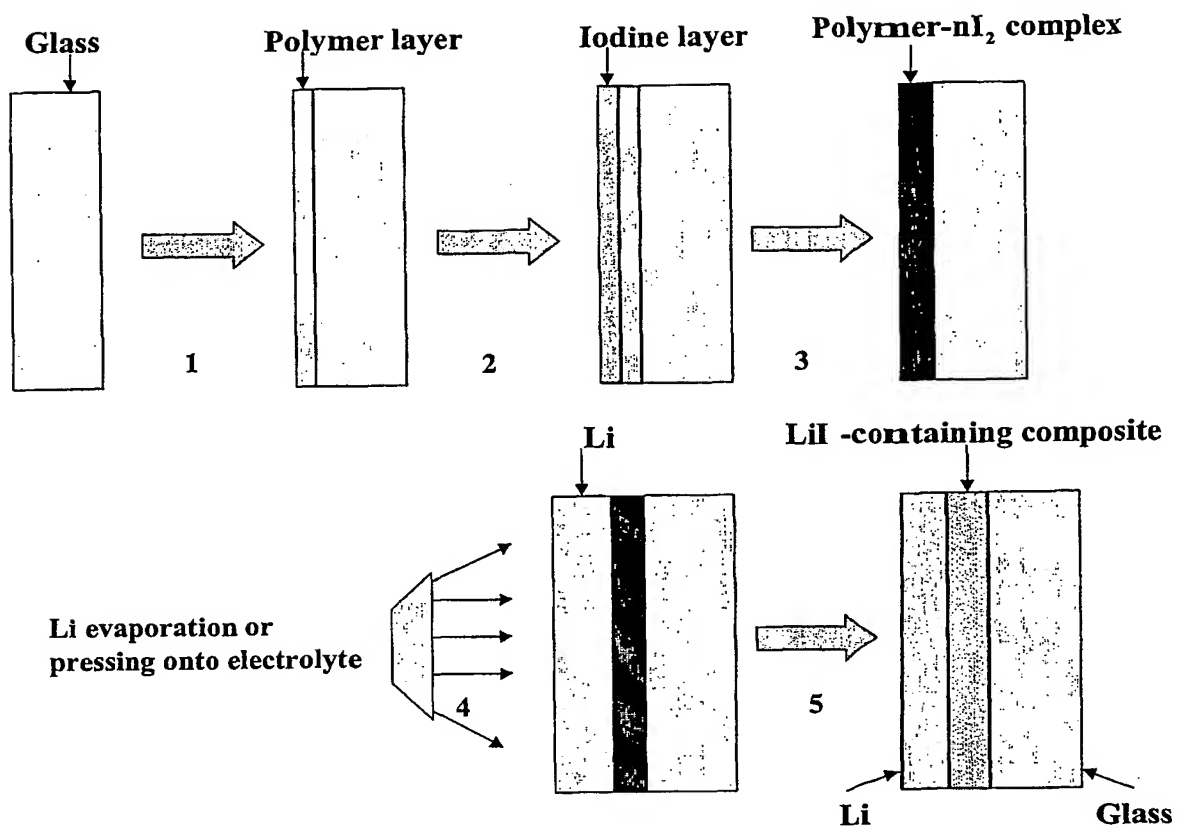 Glass
Polymer layer
Iodine layer
Polymer-nI₂ complex
1
2
3
Li
LiI -containing composite
Li evaporation or
pressing onto electrolyte
4
5
Li
Glass